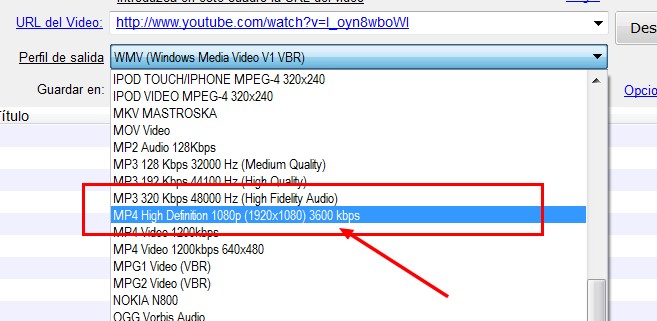 URL del Video:
http://www.youtube.com/watch?v=l_oyn8wboWI
Des
Perfil de salida
WMV (Windows Media Video V1 VBR)
IPOD TOUCH/IPHONE MPEG-4 320x240
Guardar en:
IPOD VIDEO MPEG-4 320x240
Opcio
MKV MASTROSKA
Título
MOV Video
MP2 Audio 128Kbps
MP3 128 Kbps 32000 Hz (Medium Quality)
MP3 192 Kbps 44100 Hz (High Quality)
MP3 320 Kbps 48000 Hz (High Fidelity Audio)
MP4 High Definition 1080p (1920x1080) 3600 kbps
MP4 Video 1200kbps
MP4 Video 1200kbps 640x480
MPG1 Video (VBR)
MPG2 Video (VBR)
NOKIA N800
OGG Vorbis Audio